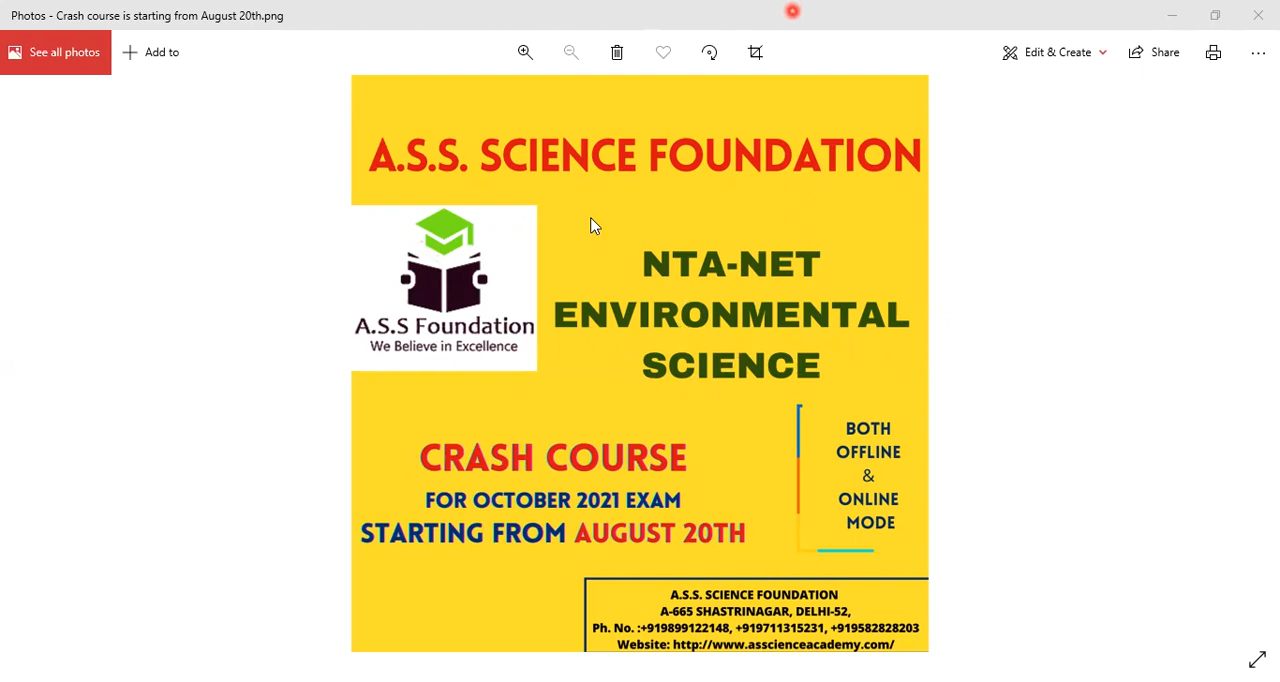 Photos - Crash course is starting from August 20th.png
See all photos
Add to
Edit & Create
Share
A.S.S. SCIENCE FOUNDATION
A.S.S Foundation
We Believe in Excellence
NTA-NET
ENVIRONMENTAL
SCIENCE
CRASH COURSE
FOR OCTOBER 2021 EXAM
STARTING FROM AUGUST 20TH
BOTH
OFFLINE
&
ONLINE
MODE
A.S.S. SCIENCE FOUNDATION
A-665 SHASTRINAGAR, DELHI-52,
Ph. No. :+919899122148, +919711315231, +919582828203
Website: http://www.asscienceacademy.com/